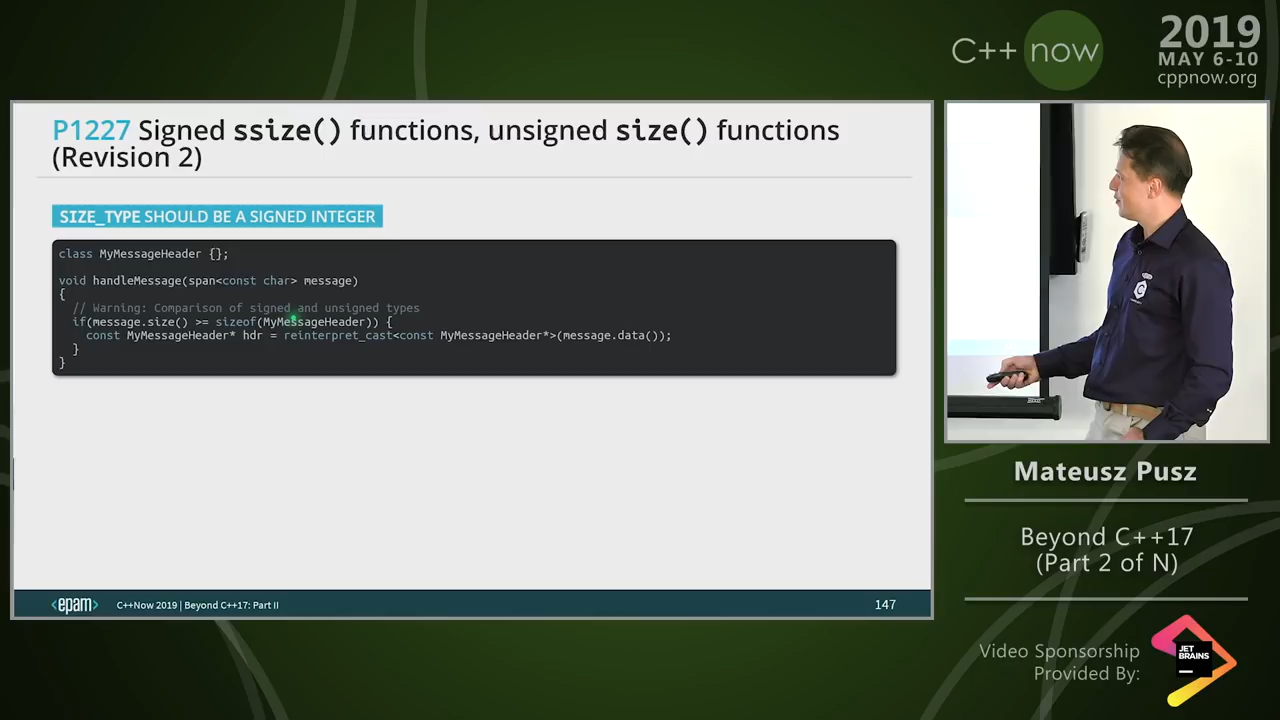 C++ now
2019
MAY 6-10
cppnow.org
P1227 Signed ssize() functions, unsigned size() functions
(Revision 2)
SIZE_TYPE SHOULD BE A SIGNED INTEGER
class MyMessageHeader {};
void handleMessage(span<const char> message)
{
// Warning: Comparison of signed and unsigned types
if(message.size() >= sizeof(MyMessageHeader)) {
const MyMessageHeader* hdr = reinterpret_cast<const MyMessageHeader*>(message.data());
}
}
<epam> C++Now 2019 | Beyond C++17: Part II 147
Mateusz Pusz
Beyond C++17
(Part 2 of N)
Video Sponsorship
Provided By:
JET
BRAINS